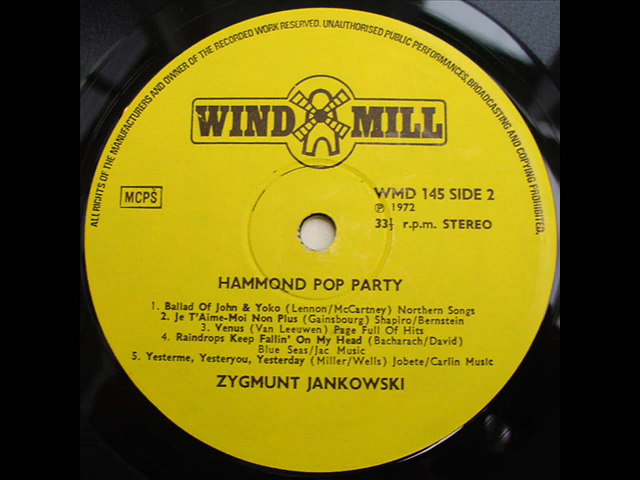 ALL RIGHTS OF THE MANUFACTURERS AND OWNER OF THE RECORDED WORK RESERVED. UNAUTHORISED PUBLIC PERFORMANCES, BROADCASTING AND COPYING PROHIBITED.
WIND MILL
MCPS
WMD 145 SIDE 2
℗ 1972
33⅓ r.p.m. STEREO
HAMMOND POP PARTY
1. Ballad Of John & Yoko (Lennon/McCartney) Northern Songs
2. Je T'Aime-Moi Non Plus (Gainsbourg) Shapiro/Bernstein
3. Venus (Van Leeuwen) Page Full Of Hits
4. Raindrops Keep Fallin' On My Head (Bacharach/David)
Blue Seas/Jac Music
5. Yesterme, Yesteryou, Yesterday (Miller/Wells) Jobete/Carlin Music
ZYGMUNT JANKOWSKI